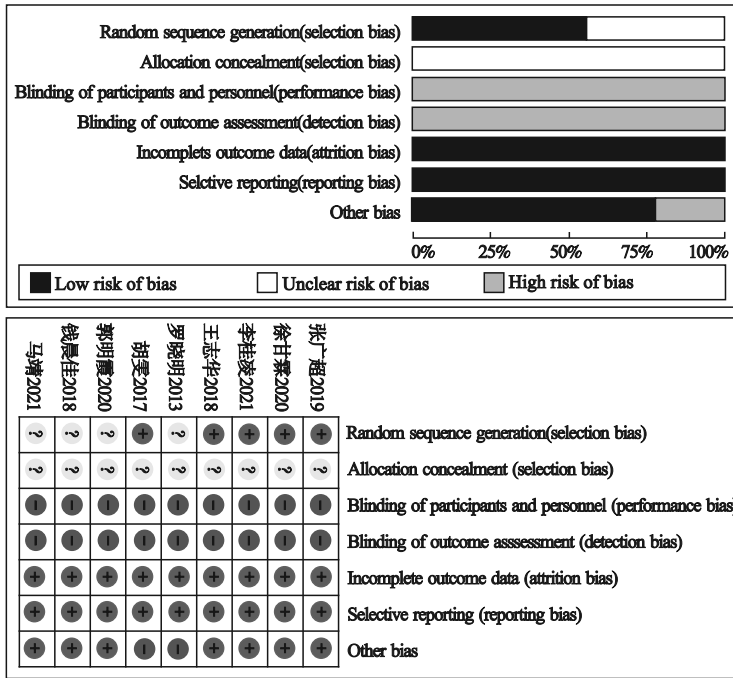 Random sequence generation(selection bias)
Allocation concealment(selection bias)
Blinding of participants and personnel(performance bias)
Blinding of outcome assessment(detection bias)
Incomplets outcome data(attrition bias)
Selctive reporting(reporting bias)
Other bias
0% 25% 50% 75% 100%
Low risk of bias Unclear risk of bias High risk of bias
马靖2021 钱晨佳2018 郭明霞2020 胡雯2017 罗晓明2013 王志华2018 李桂凌2021 徐甘霖2020 张广超2019
? ? ? + ? + + + + Random sequence generation(selection bias)
? ? ? ? ? ? ? ? ? Allocation concealment (selection bias)
− − − − − − − − − Blinding of participants and personnel (performance bias)
− − − − − − − − − Blinding of outcome asssessment (detection bias)
+ + + + + + + + + Incomplete outcome data (attrition bias)
+ + + + + + + + + Selective reporting (reporting bias)
+ + + − − + + + + Other bias